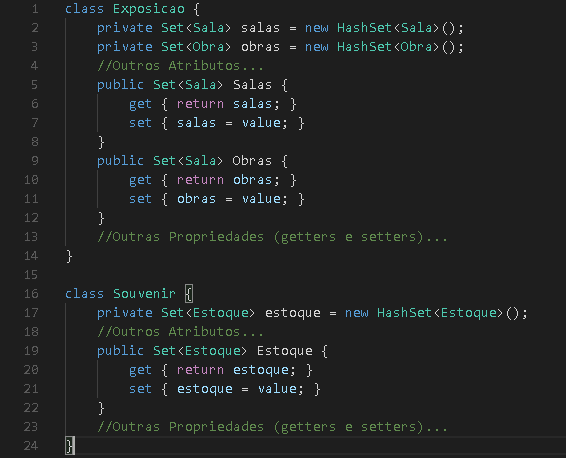 1 class Exposicao {
2 private Set<Sala> salas = new HashSet<Sala>();
3 private Set<Obra> obras = new HashSet<Obra>();
4 //Outros Atributos...
5 public Set<Sala> Salas {
6 get { return salas; }
7 set { salas = value; }
8 }
9 public Set<Sala> Obras {
10 get { return obras; }
11 set { obras = value; }
12 }
13 //Outras Propriedades (getters e setters)...
14 }
15
16 class Souvenir {
17 private Set<Estoque> estoque = new HashSet<Estoque>();
18 //Outros Atributos...
19 public Set<Estoque> Estoque {
20 get { return estoque; }
21 set { estoque = value; }
22 }
23 //Outras Propriedades (getters e setters)...
24 }